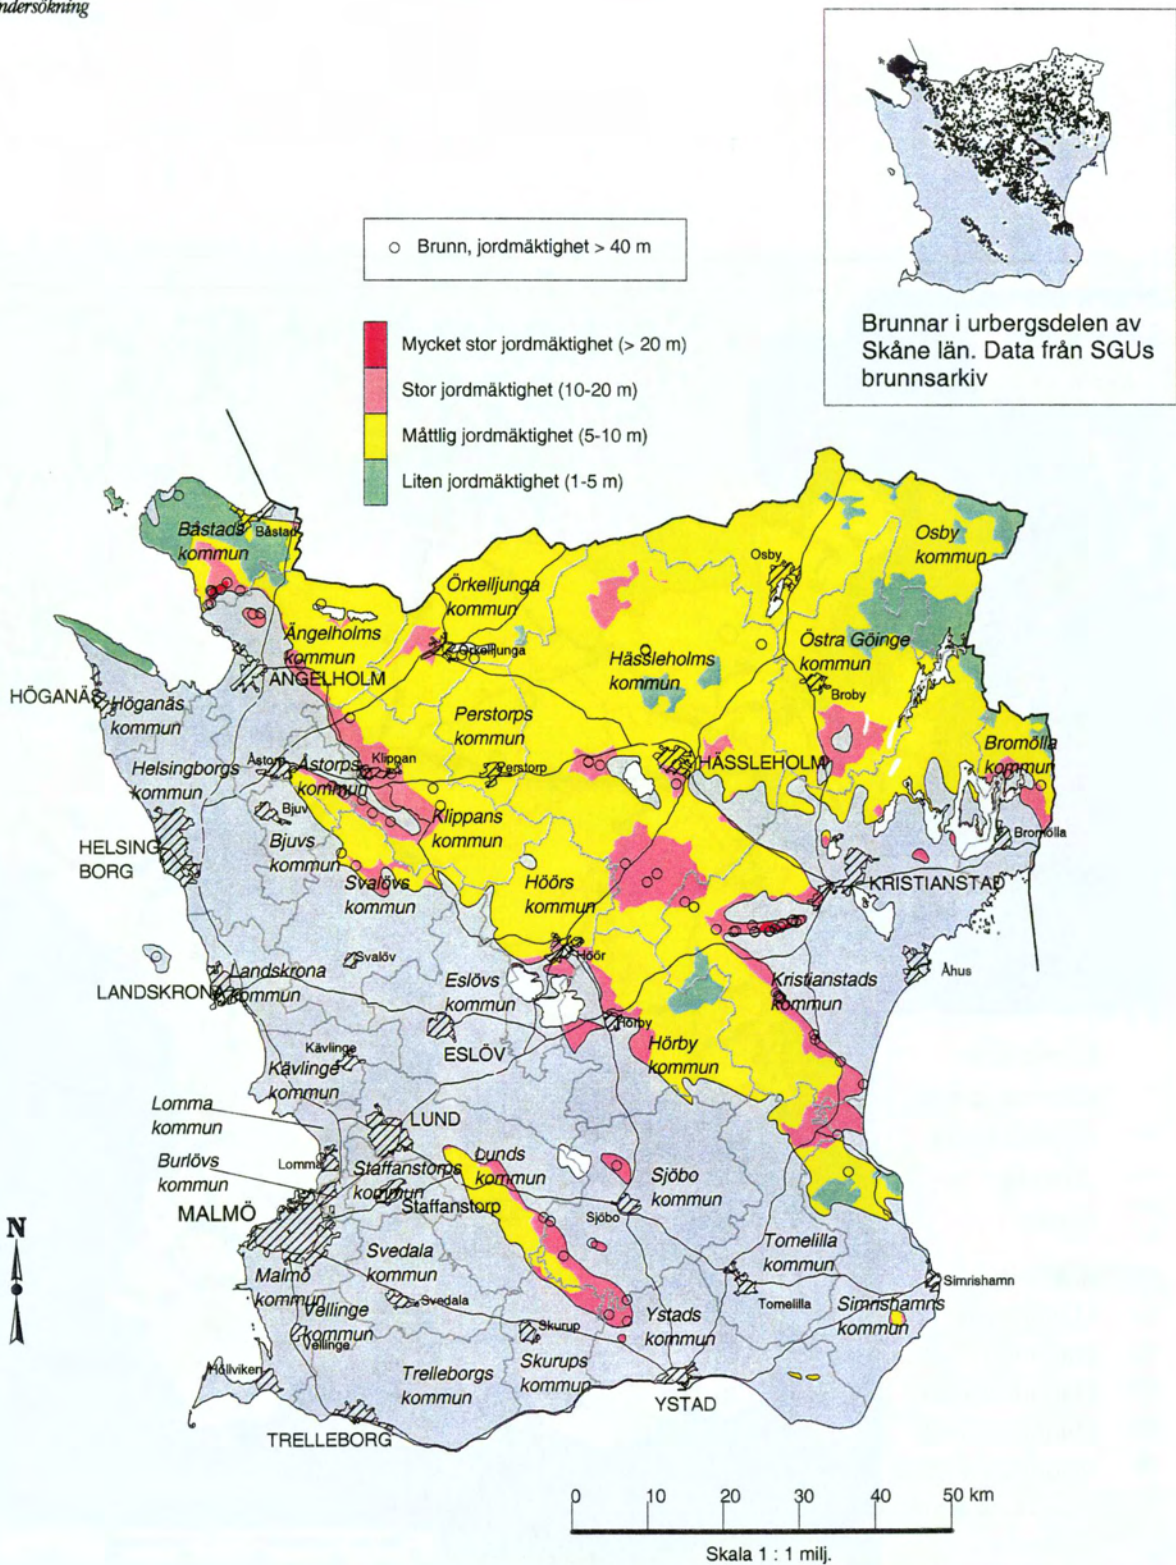 ndersökning
Brunnar i urbergsdelen av
Skåne län. Data från SGUs
brunnsarkiv
Brunn, jordmäktighet > 40 m
Mycket stor jordmäktighet (> 20 m)
Stor jordmäktighet (10-20 m)
Måttlig jordmäktighet (5-10 m)
Liten jordmäktighet (1-5 m)
Båstads
kommun
Båstad
Osby
Osby
kommun
Örkelljunga
kommun
Örkelljunga
Ängelholms
kommun
ÄNGELHOLM
Hässleholms
kommun
Östra Göinge
kommun
Broby
HÖGANÄS
Höganäs
kommun
Perstorps
kommun
Perstorp
HÄSSLEHOLM
Bromölla
kommun
Bromölla
Helsingborgs
kommun
Åstorp
Åstorps
kommun
Klippan
Klippans
kommun
Bjuv
Bjuvs
kommun
HELSING
BORG
Svalövs
kommun
Höörs
kommun
KRISTIANSTAD
Höör
Svalöv
Åhus
LANDSKRONA
Landskrona
kommun
Eslövs
kommun
Kristianstads
kommun
ESLÖV
Hörby
Hörby
kommun
Kävlinge
Kävlinge
kommun
Lomma
kommun
LUND
Burlövs
kommun
Lomma
Staffanstorps
kommun
Lunds
kommun
Sjöbo
kommun
MALMÖ
Staffanstorp
Sjöbo
N
Svedala
kommun
Tomelilla
kommun
Malmö
kommun
Svedala
Tomelilla
Simrishamn
Simrishamns
kommun
Vellinge
kommun
Vellinge
Ystads
kommun
Skurup
Skurups
kommun
Höllviken
Trelleborgs
kommun
YSTAD
TRELLEBORG
0 10 20 30 40 50 km
Skala 1 : 1 milj.